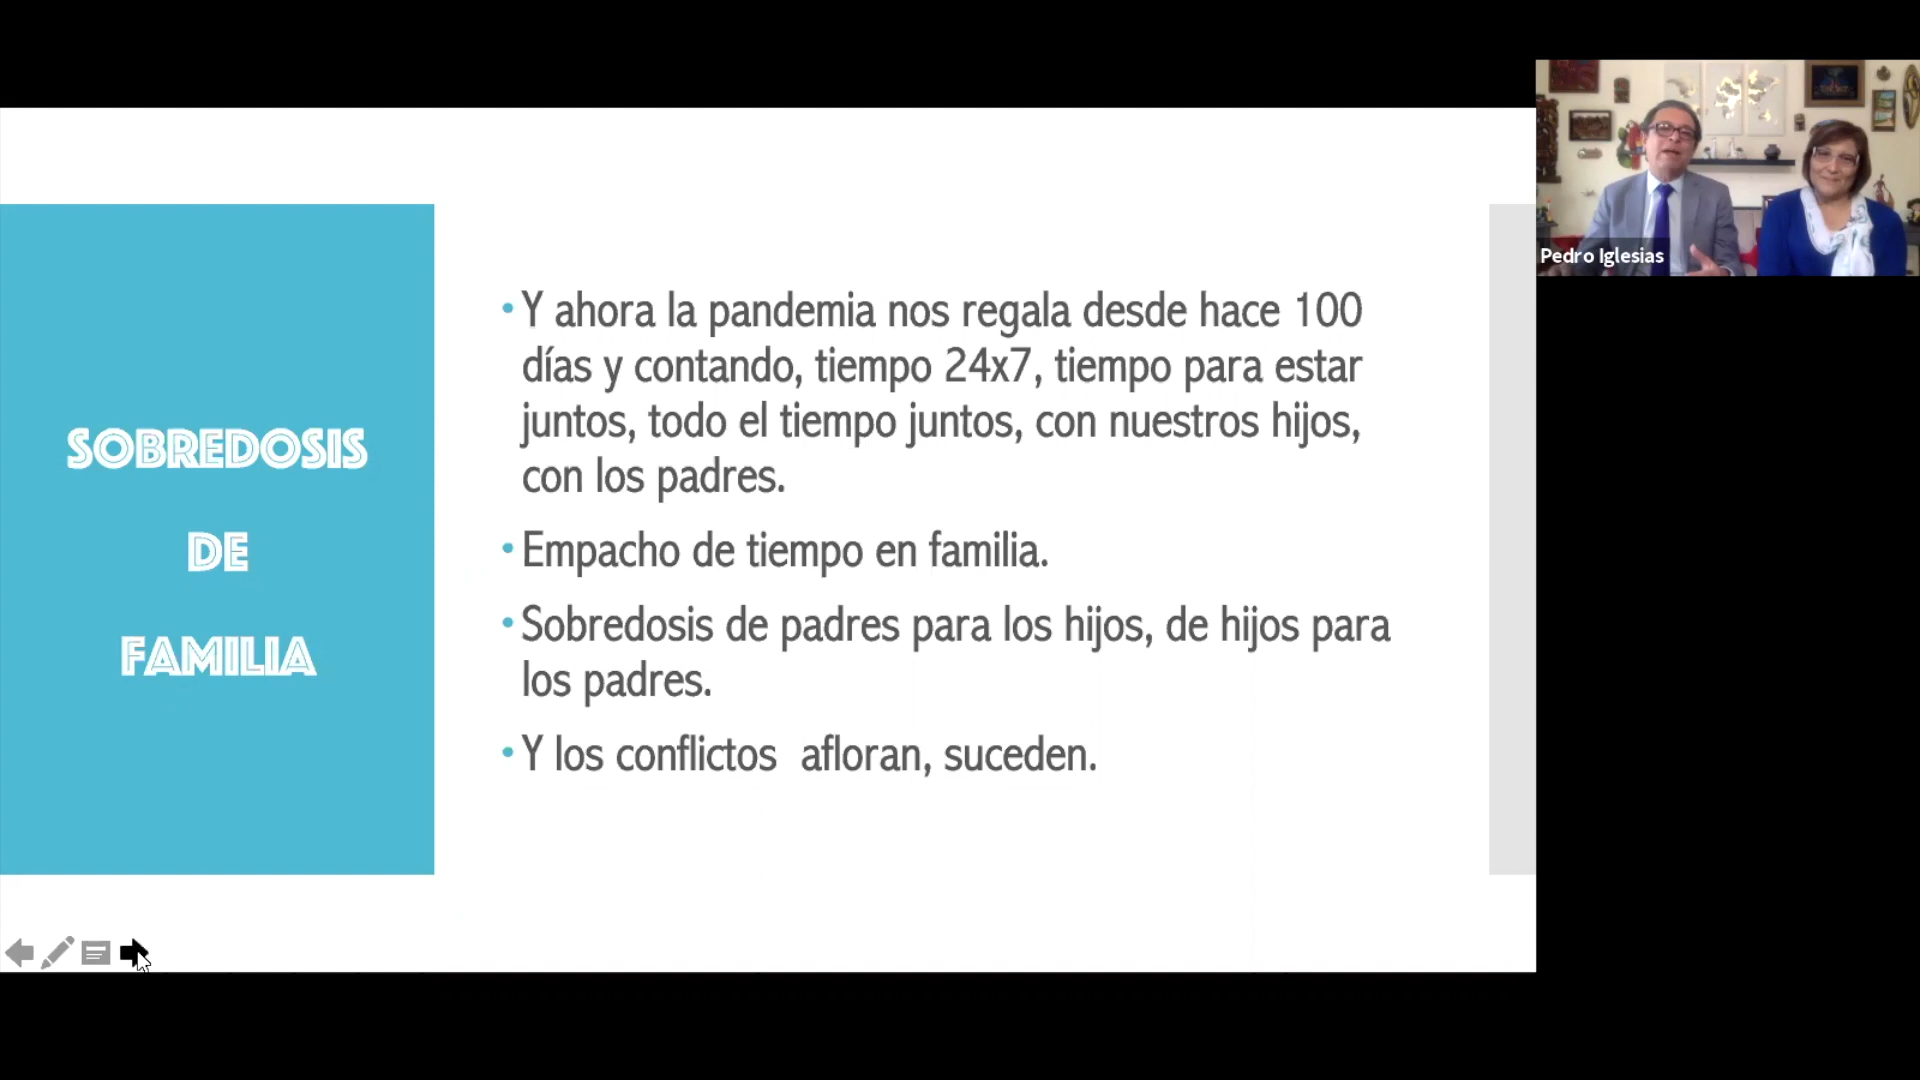 SOBREDOSIS
DE
FAMILIA
• Y ahora la pandemia nos regala desde hace 100
días y contando, tiempo 24x7, tiempo para estar
juntos, todo el tiempo juntos, con nuestros hijos,
con los padres.
• Empacho de tiempo en familia.
• Sobredosis de padres para los hijos, de hijos para
los padres.
• Y los conflictos  afloran, suceden.
Pedro Iglesias